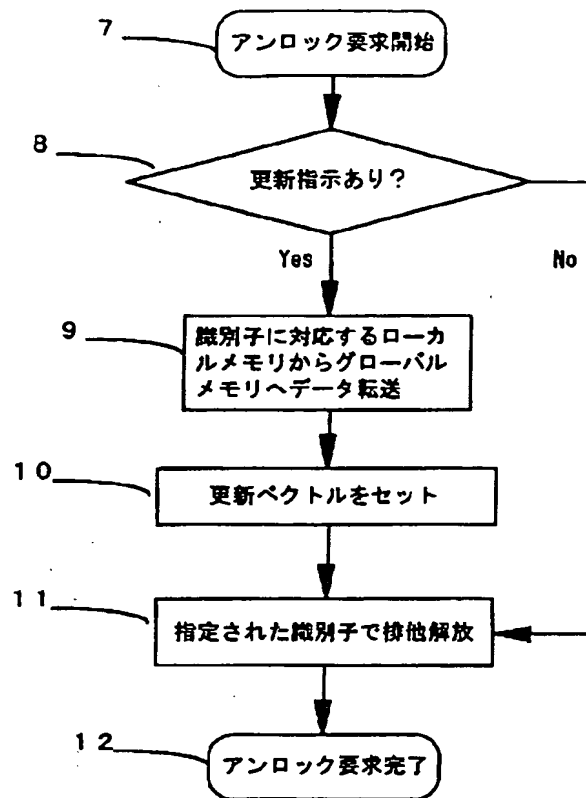 7
アンロック要求開始
8
更新指示あり?
Yes
No
9
識別子に対応するローカ
ルメモリからグローバル
メモリへデータ転送
10
更新ベクトルをセット
11
指定された識別子で排他解放
12
アンロック要求完了